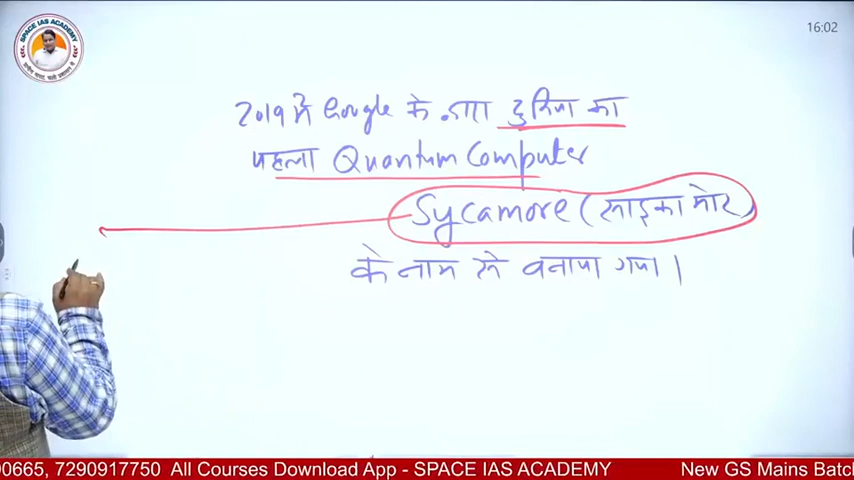 SPACE IAS ACADEMY
16:02
2019 में Google के द्वारा दुनिया का
पहला Quantum Computer
Sycamore (साइकामोर)
के नाम से बनाया गया।
00665, 7290917750 All Courses Download App - SPACE IAS ACADEMY New GS Mains Batch